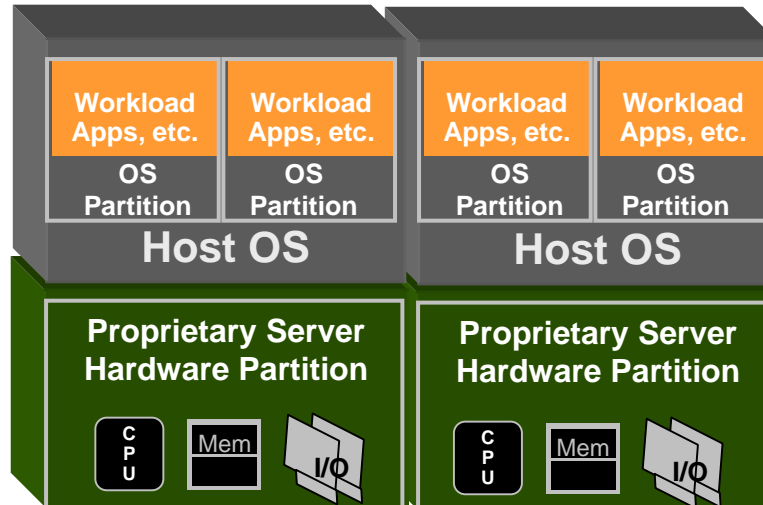 Workload
Apps, etc.
OS
Partition
Workload
Apps, etc.
OS
Partition
Host OS
Proprietary Server
Hardware Partition
C
P
U
Mem
I/O
Workload
Apps, etc.
OS
Partition
Workload
Apps, etc.
OS
Partition
Host OS
Proprietary Server
Hardware Partition
C
P
U
Mem
I/O